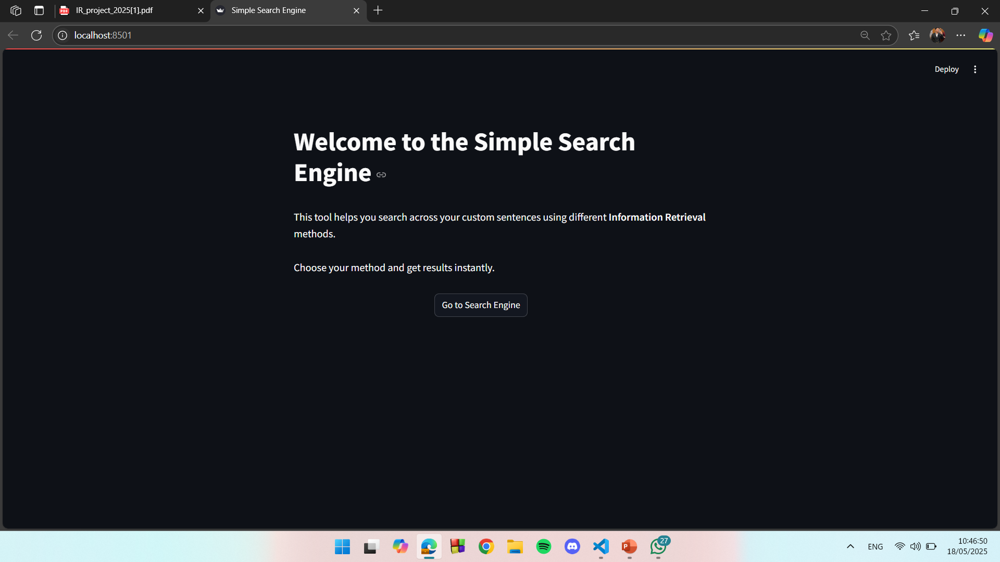 IR_project_2025[1].pdf
Simple Search Engine
localhost:8501
Deploy
Welcome to the Simple Search
Engine
This tool helps you search across your custom sentences using different Information Retrieval
methods.
Choose your method and get results instantly.
Go to Search Engine
27
ENG
10:46:50
18/05/2025